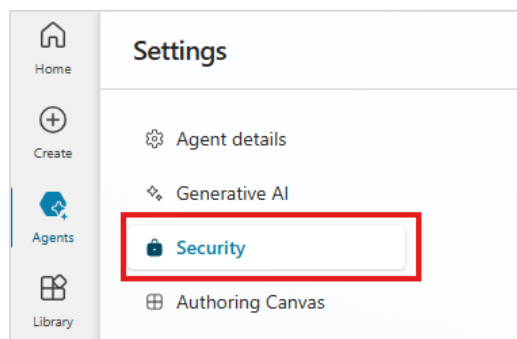 Home
Create
Agents
Library
Settings
Agent details
Generative AI
Security
Authoring Canvas